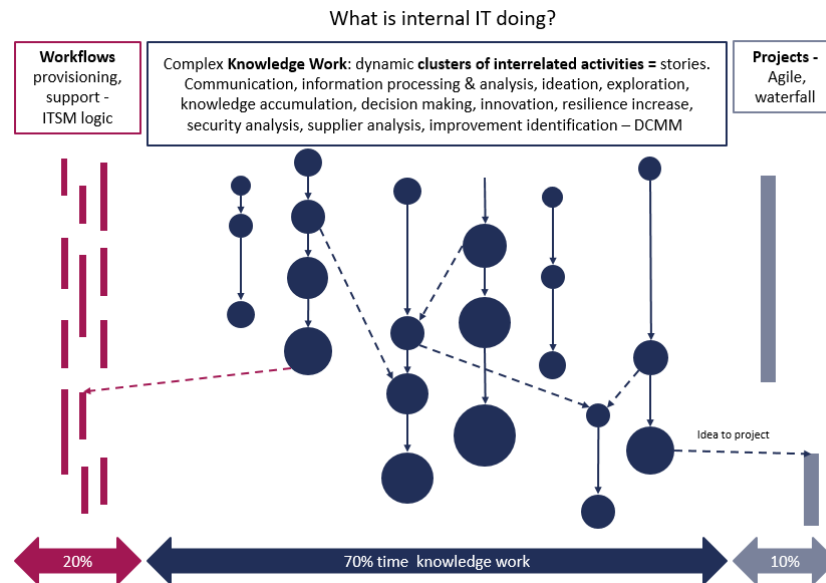 What is internal IT doing?
Workflows
provisioning,
support -
ITSM logic
Complex Knowledge Work: dynamic clusters of interrelated activities = stories.
Communication, information processing & analysis, ideation, exploration,
knowledge accumulation, decision making, innovation, resilience increase,
security analysis, supplier analysis, improvement identification – DCMM
Projects -
Agile,
waterfall
Idea to project
20%
70% time  knowledge work
10%